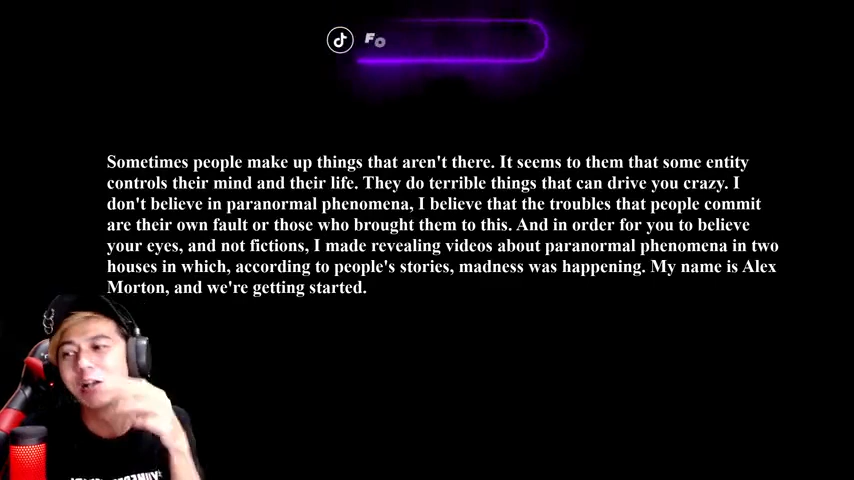 Fo
Sometimes people make up things that aren't there. It seems to them that some entity
controls their mind and their life. They do terrible things that can drive you crazy. I
don't believe in paranormal phenomena, I believe that the troubles that people commit
are their own fault or those who brought them to this. And in order for you to believe
your eyes, and not fictions, I made revealing videos about paranormal phenomena in two
houses in which, according to people's stories, madness was happening. My name is Alex
Morton, and we're getting started.